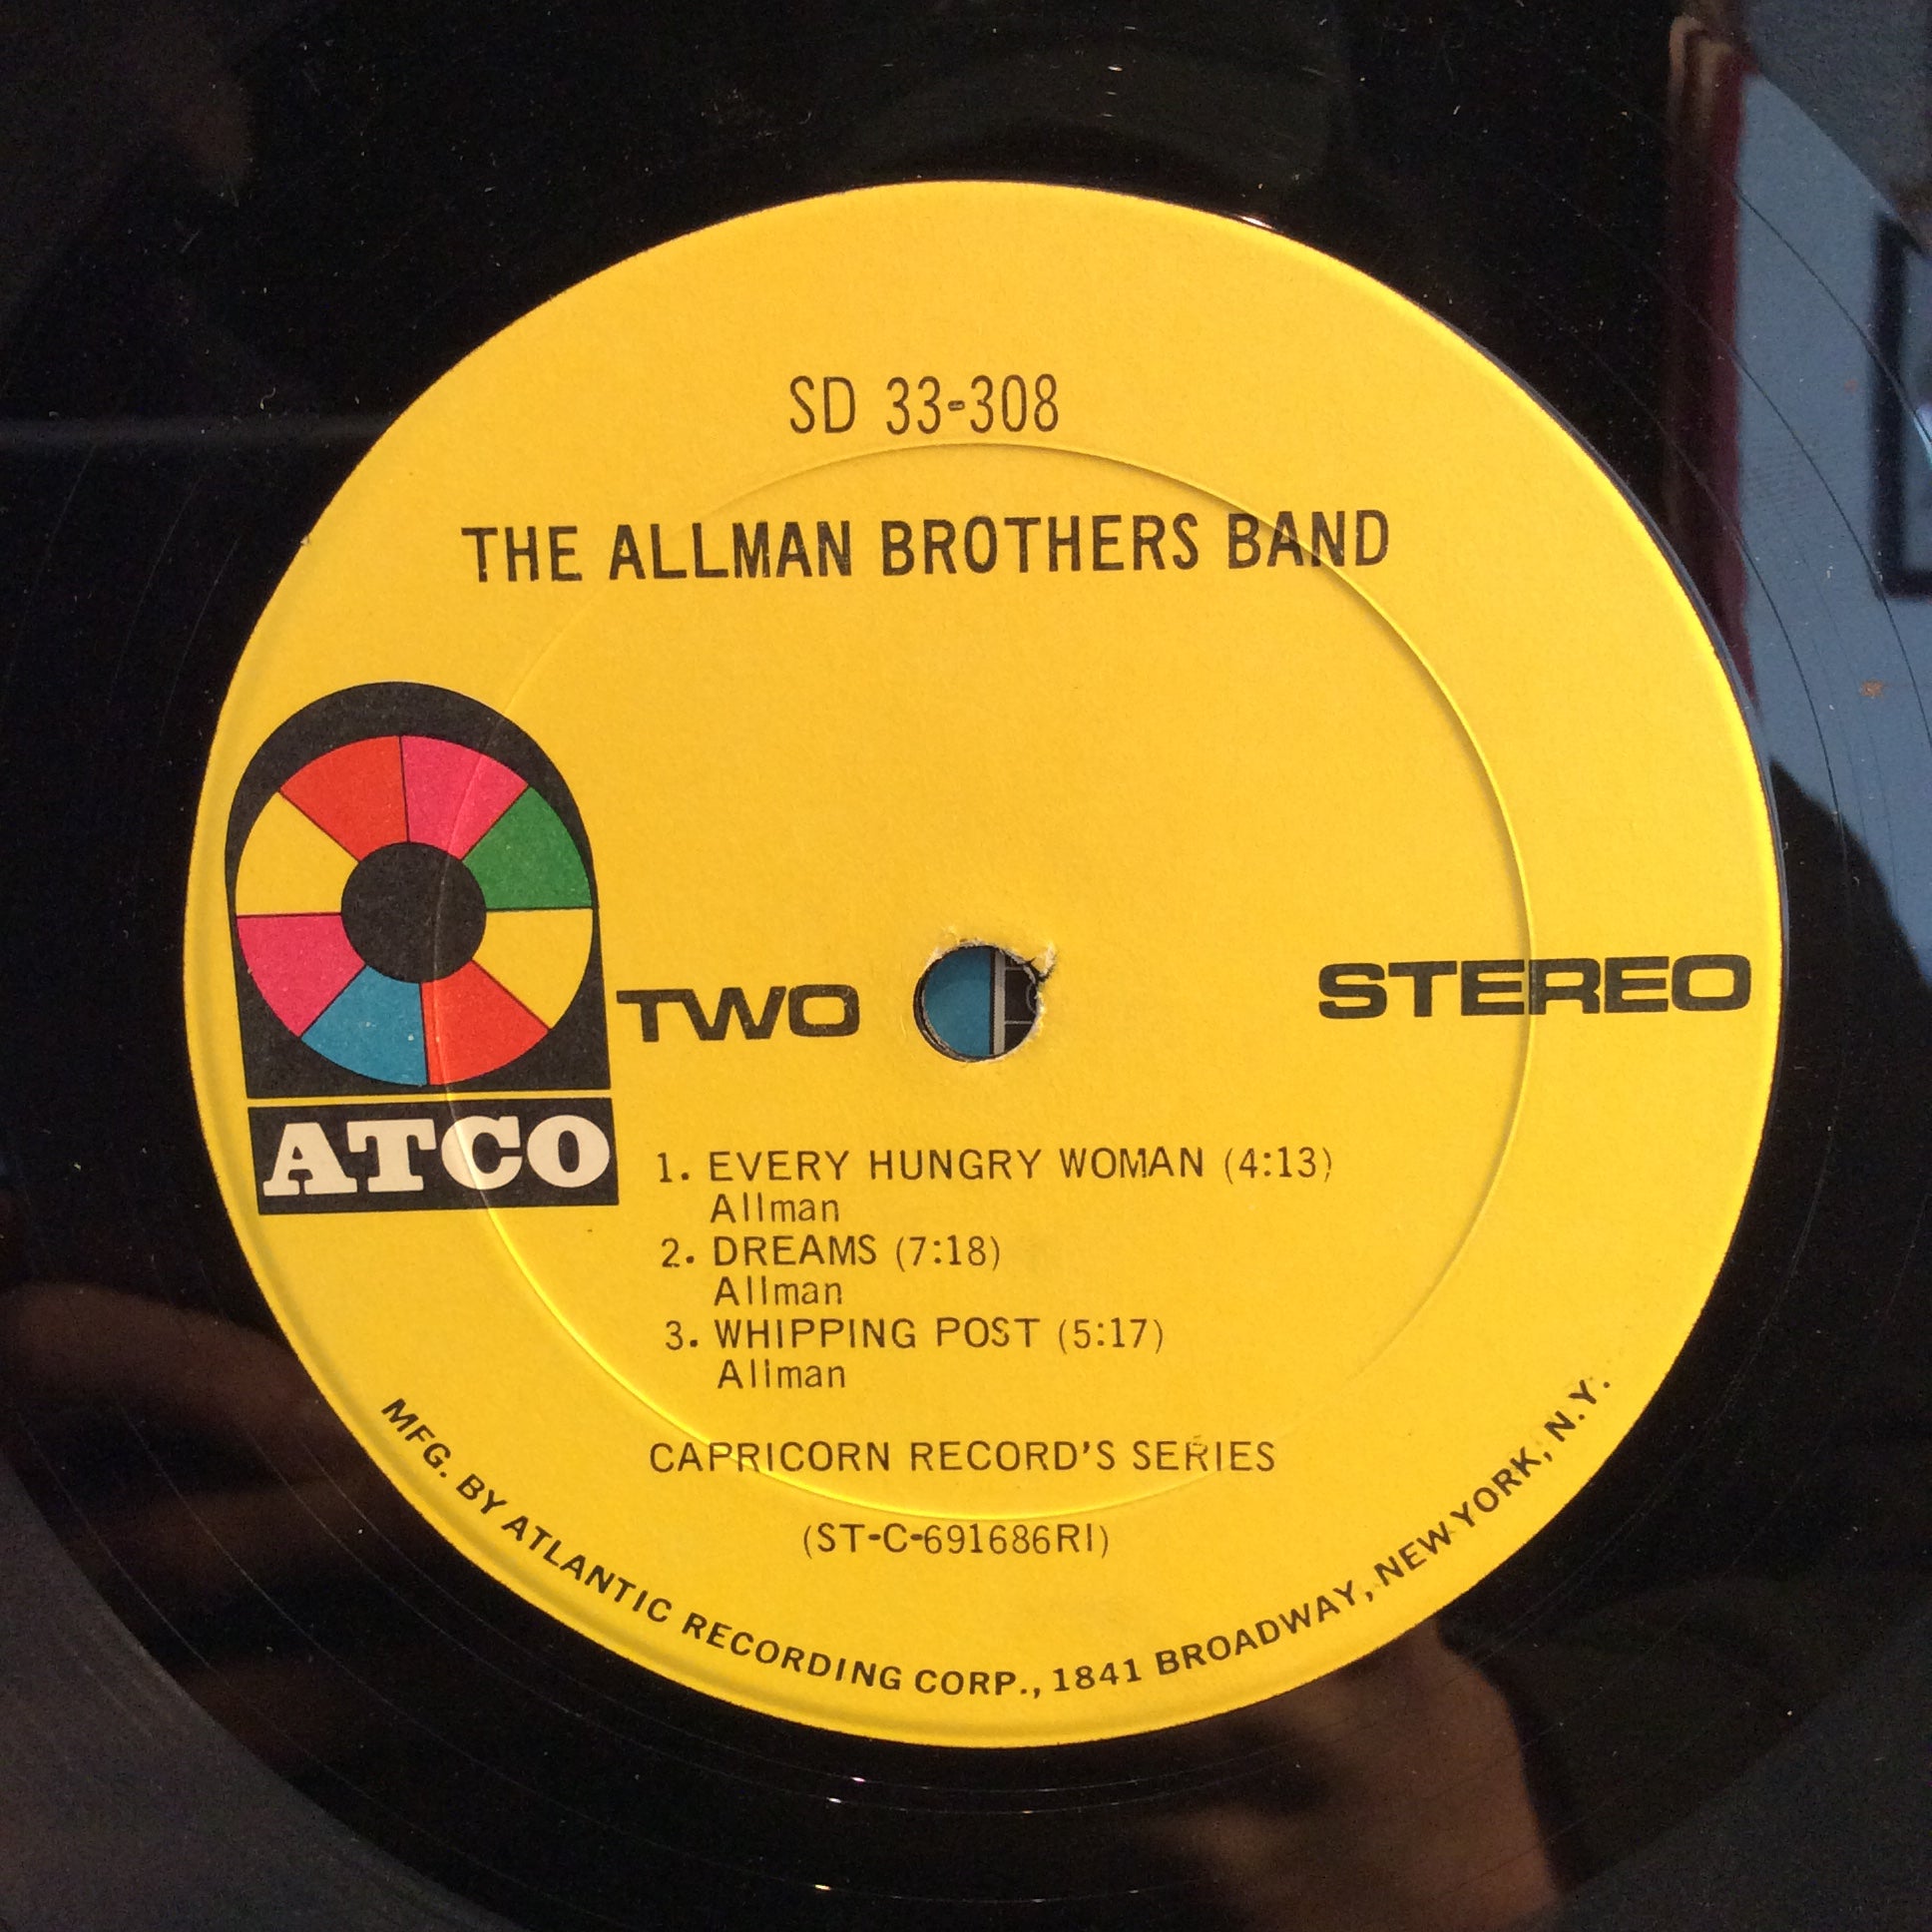 SD 33-308
THE ALLMAN BROTHERS BAND
ATCO
TWO
STEREO
1. EVERY HUNGRY WOMAN (4:13)
Allman
2. DREAMS (7:18)
Allman
3. WHIPPING POST (5:17)
Allman
CAPRICORN RECORD'S SERIES
(ST-C-691686RI)
MFG. BY ATLANTIC RECORDING CORP., 1841 BROADWAY, NEW YORK, N.Y.